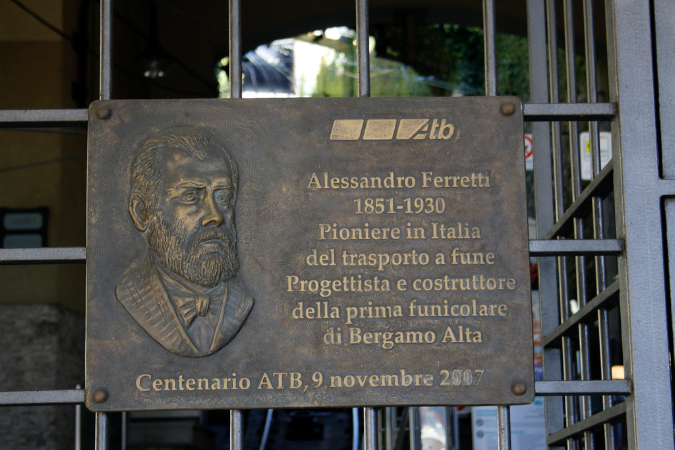 Atb
Alessandro Ferretti
1851-1930
Pioniere in Italia
del trasporto a fune
Progettista e costruttore
della prima funicolare
di Bergamo Alta
Centenario ATB, 9 novembre 2007